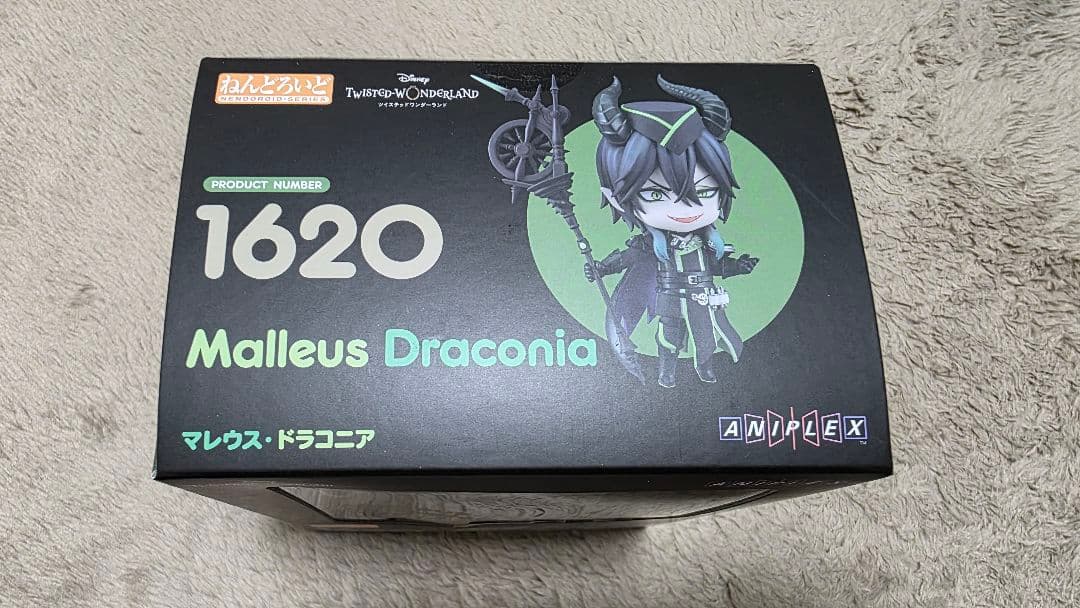 ねんどろいど
NENDOROID·SERIES
Disney
TWISTED-WONDERLAND
ツイステッドワンダーランド
PRODUCT NUMBER
1620
Malleus Draconia
マレウス・ドラコニア
ANIPLEX
TM